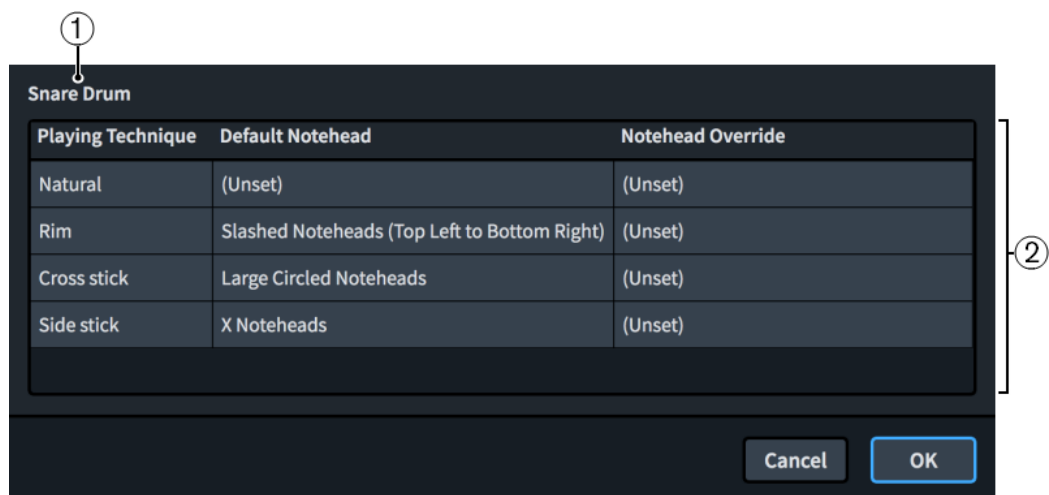 ①
Snare Drum
Playing Technique Default Notehead Notehead Override
Natural (Unset) (Unset)
Rim Slashed Noteheads (Top Left to Bottom Right) (Unset)
Cross stick Large Circled Noteheads (Unset)
Side stick X Noteheads (Unset)
②
Cancel OK